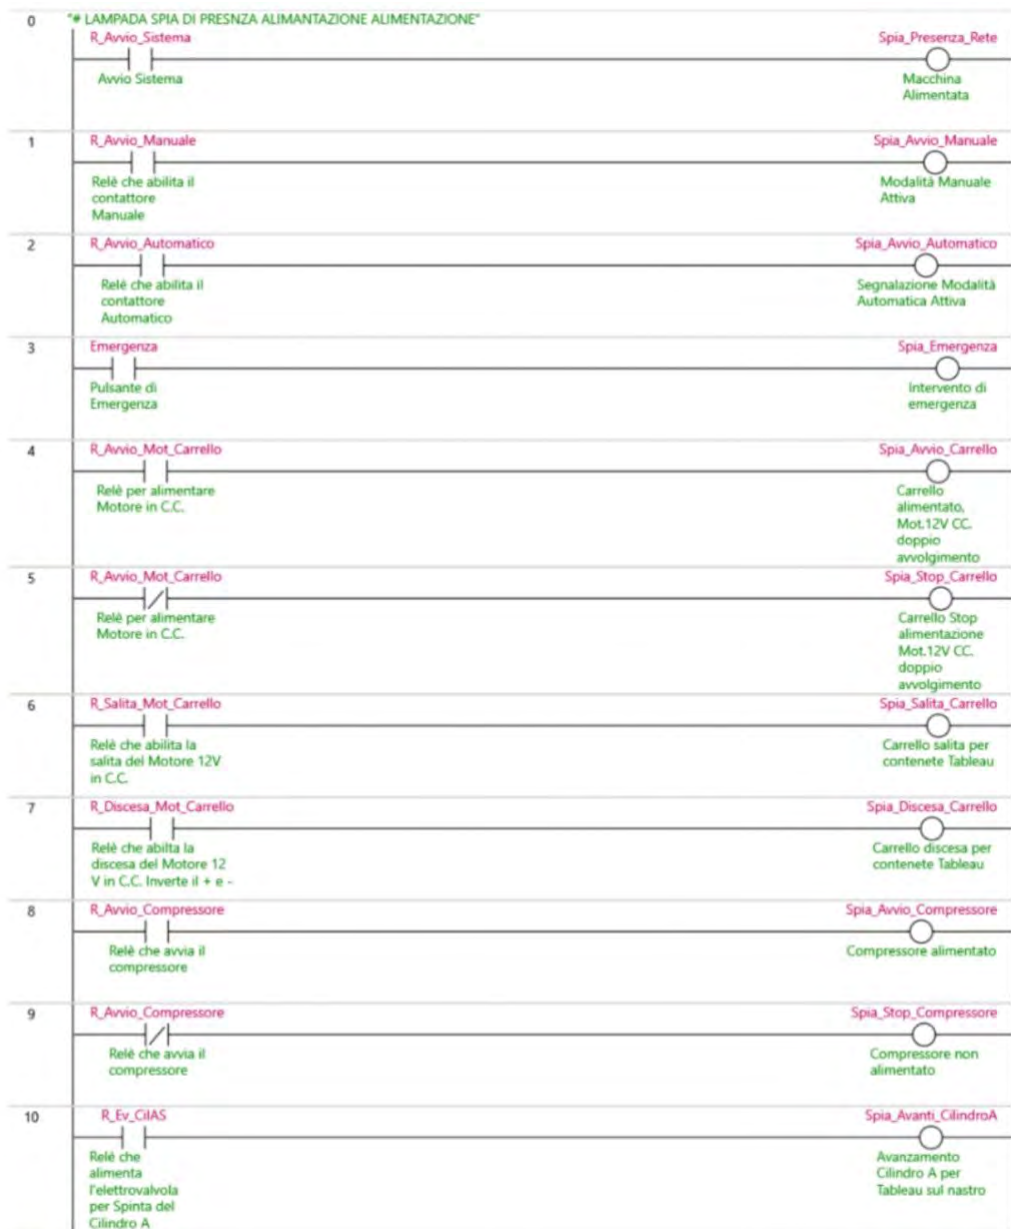 0
"# LAMPADA SPIA DI PRESNZA ALIMANTAZIONE ALIMENTAZIONE"
R_Avvio_Sistema
Spia_Presenza_Rete
Avvio Sistema
Macchina
Alimentata
1
R_Avvio_Manuale
Spia_Avvio_Manuale
Relè che abilita il
contattore
Manuale
Modalità Manuale
Attiva
2
R_Avvio_Automatico
Spia_Avvio_Automatico
Relè che abilita il
contattore
Automatico
Segnalazione Modalità
Automatica Attiva
3
Emergenza
Spia_Emergenza
Pulsante di
Emergenza
Intervento di
emergenza
4
R_Avvio_Mot_Carrello
Spia_Avvio_Carrello
Relè per alimentare
Motore in C.C.
Carrello
alimentato,
Mot.12V CC.
doppio
avvolgimento
5
R_Avvio_Mot_Carrello
Spia_Stop_Carrello
Relè per alimentare
Motore in C.C.
Carrello Stop
alimentazione
Mot.12V CC.
doppio
avvolgimento
6
R_Salita_Mot_Carrello
Spia_Salita_Carrello
Relè che abilita la
salita del Motore 12V
in C.C.
Carrello salita per
contenete Tableau
7
R_Discesa_Mot_Carrello
Spia_Discesa_Carrello
Relè che abilta la
discesa del Motore 12
V in C.C. Inverte il + e -
Carrello discesa per
contenete Tableau
8
R_Avvio_Compressore
Spia_Avvio_Compressore
Relè che avvia il
compressore
Compressore alimentato
9
R_Avvio_Compressore
Spia_Stop_Compressore
Relè che avvia il
compressore
Compressore non
alimentato
10
R_Ev_CilAS
Spia_Avanti_CilindroA
Relè che
alimenta
l'elettrovalvola
per Spinta del
Cilindro A
Avanzamento
Cilindro A per
Tableau sul nastro